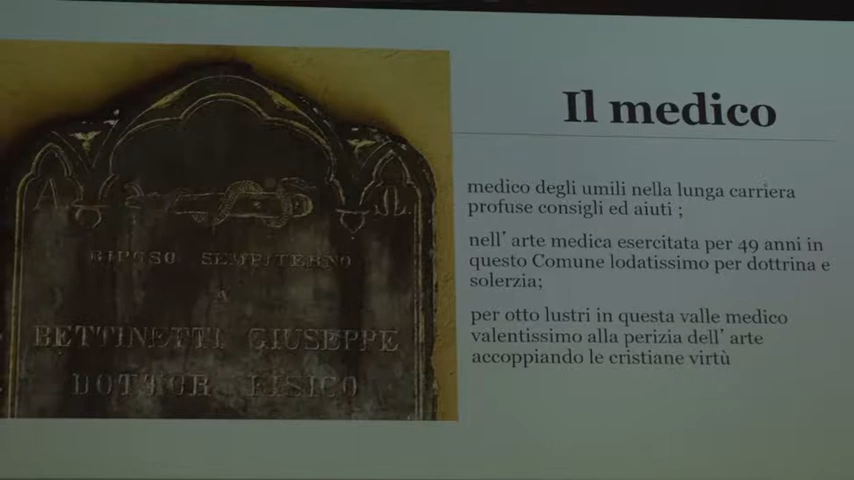 A
Ω
RIPOSO SEMPITERNO
A
BETTINETTI GIUSEPPE
DOTTOR FISICO
Il medico
medico degli umili nella lunga carriera
profuse consigli ed aiuti ;
nell' arte medica esercitata per 49 anni in
questo Comune lodatissimo per dottrina e
solerzia;
per otto lustri in questa valle medico
valentissimo alla perizia dell' arte
accoppiando le cristiane virtù